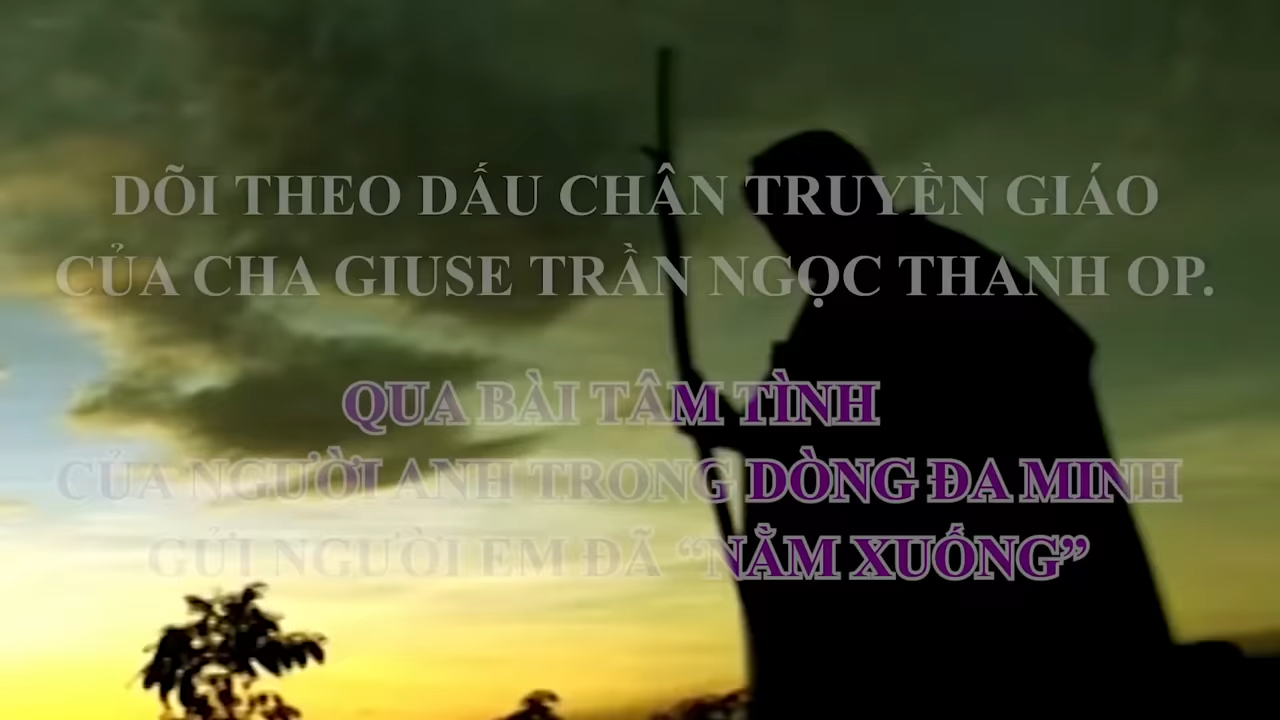 DÕI THEO DẤU CHÂN TRUYỀN GIÁO
CỦA CHA GIUSE TRẦN NGỌC THANH OP.
QUA BÀI TÂM TÌNH
CỦA NGƯỜI ANH TRONG DÒNG ĐA MINH
GỬI NGƯỜI EM ĐÃ “NẰM XUỐNG”